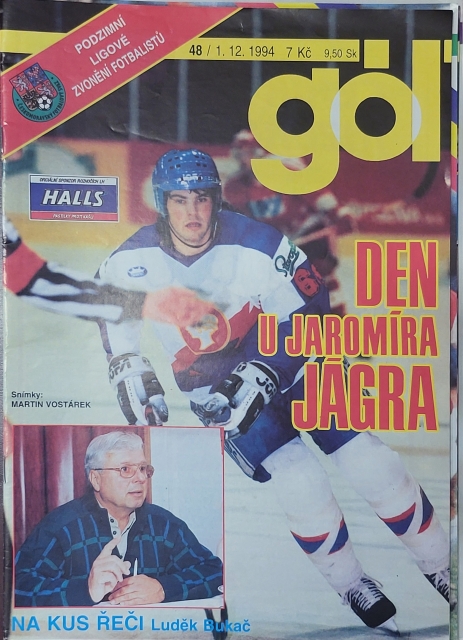 PODZIMNÍ
LIGOVÉ
ZVONĚNÍ FOTBALISTŮ
48 / 1. 12. 1994 7 Kč 9,50 Sk
gól
HALLS
DEN
U JAROMÍRA
JÁGRA
Snímky:
MARTIN VOSTÁREK
NA KUS ŘEČI Luděk Bukač